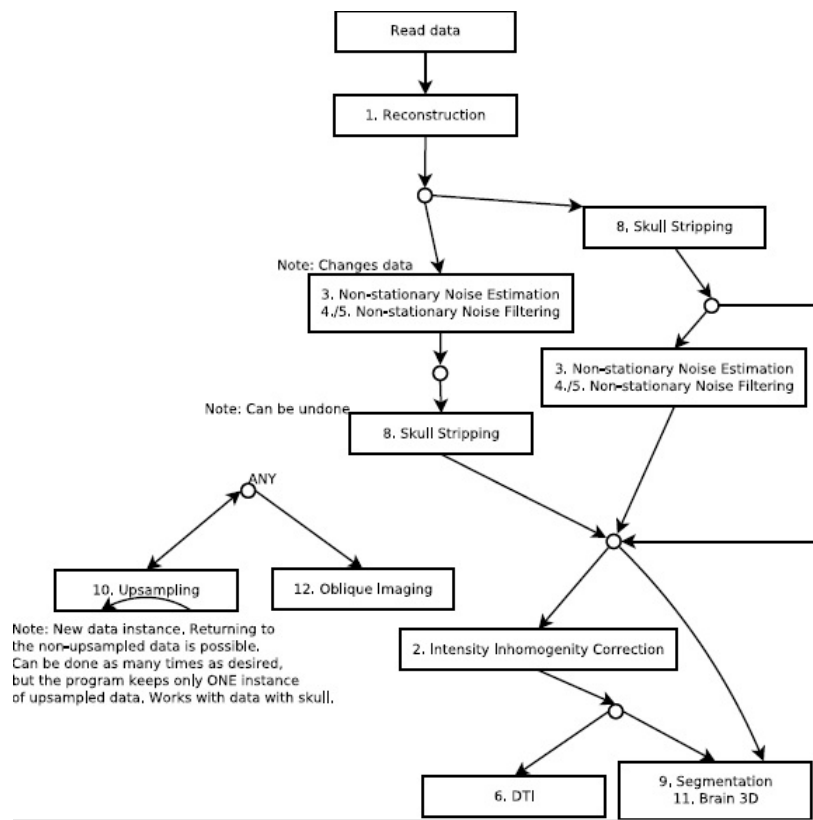 Read data
1. Reconstruction
8. Skull Stripping
Note: Changes data
3. Non-stationary Noise Estimation
4./5. Non-stationary Noise Filtering
3. Non-stationary Noise Estimation
4./5. Non-stationary Noise Filtering
Note: Can be undone
8. Skull Stripping
ANY
10. Upsampling
12. Oblique Imaging
Note: New data instance. Returning to
the non-upsampled data is possible.
Can be done as many times as desired,
but the program keeps only ONE instance
of upsampled data. Works with data with skull.
2. Intensity Inhomogenity Correction
6. DTI
9. Segmentation
11. Brain 3D